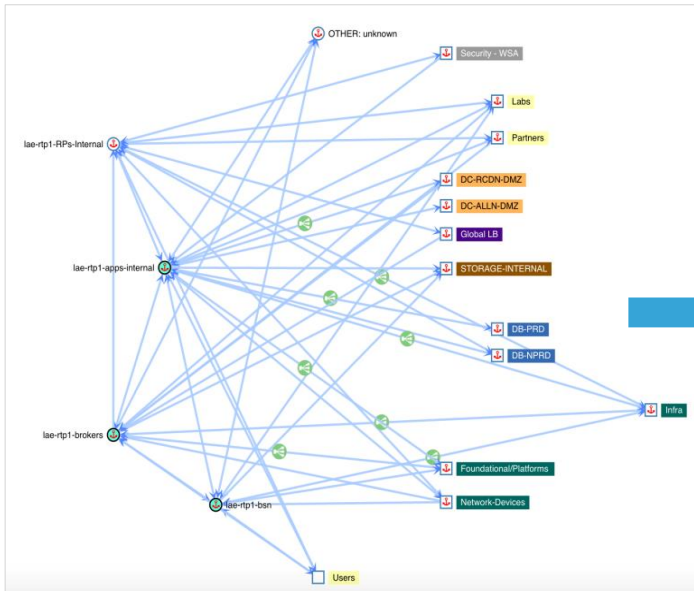 OTHER: unknown
Security - WSA
Labs
Partners
lae-rtp1-RPs-Internal
DC-RCDN-DMZ
DC-ALLN-DMZ
Global LB
lae-rtp1-apps-internal
STORAGE-INTERNAL
DB-PRD
DB-NPRD
Infra
lae-rtp1-brokers
Foundational/Platforms
Network-Devices
lae-rtp1-bsn
Users